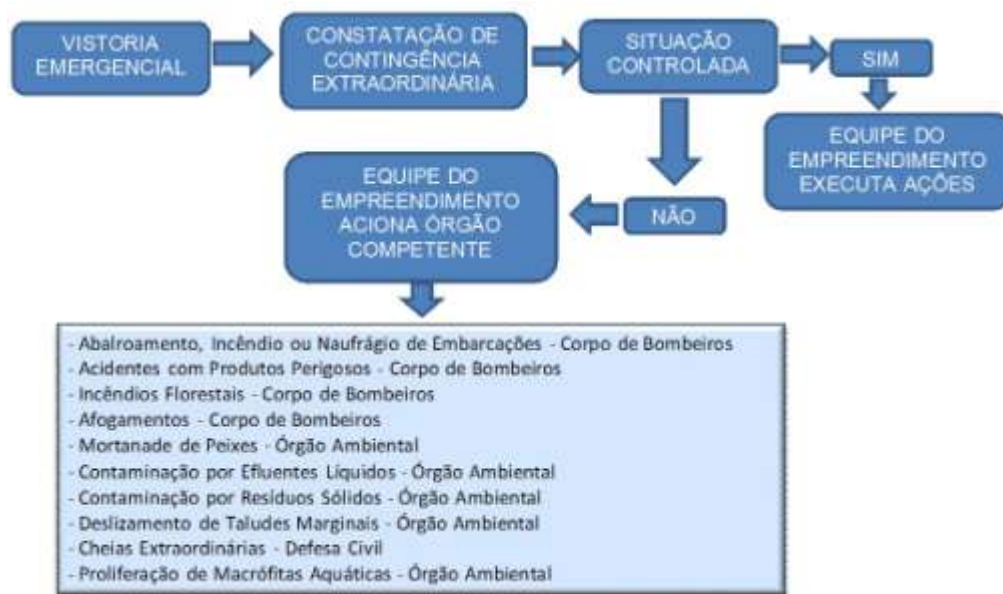 VISTORIA
EMERGENCIAL
CONSTATAÇÃO DE
CONTINGÊNCIA
EXTRAORDINÁRIA
SITUAÇÃO
CONTROLADA
SIM
EQUIPE DO
EMPREENDIMENTO
EXECUTA AÇÕES
NÃO
EQUIPE DO
EMPREENDIMENTO
ACIONA ÓRGÃO
COMPETENTE
- Abalroamento, Incêndio ou Naufrágio de Embarcações - Corpo de Bombeiros
- Acidentes com Produtos Perigosos - Corpo de Bombeiros
- Incêndios Florestais - Corpo de Bombeiros
- Afogamentos - Corpo de Bombeiros
- Mortanade de Peixes - Órgão Ambiental
- Contaminação por Efluentes Líquidos - Órgão Ambiental
- Contaminação por Resíduos Sólidos - Órgão Ambiental
- Deslizamento de Taludes Marginais - Órgão Ambiental
- Cheias Extraordinárias - Defesa Civil
- Proliferação de Macrófitas Aquáticas - Órgão Ambiental